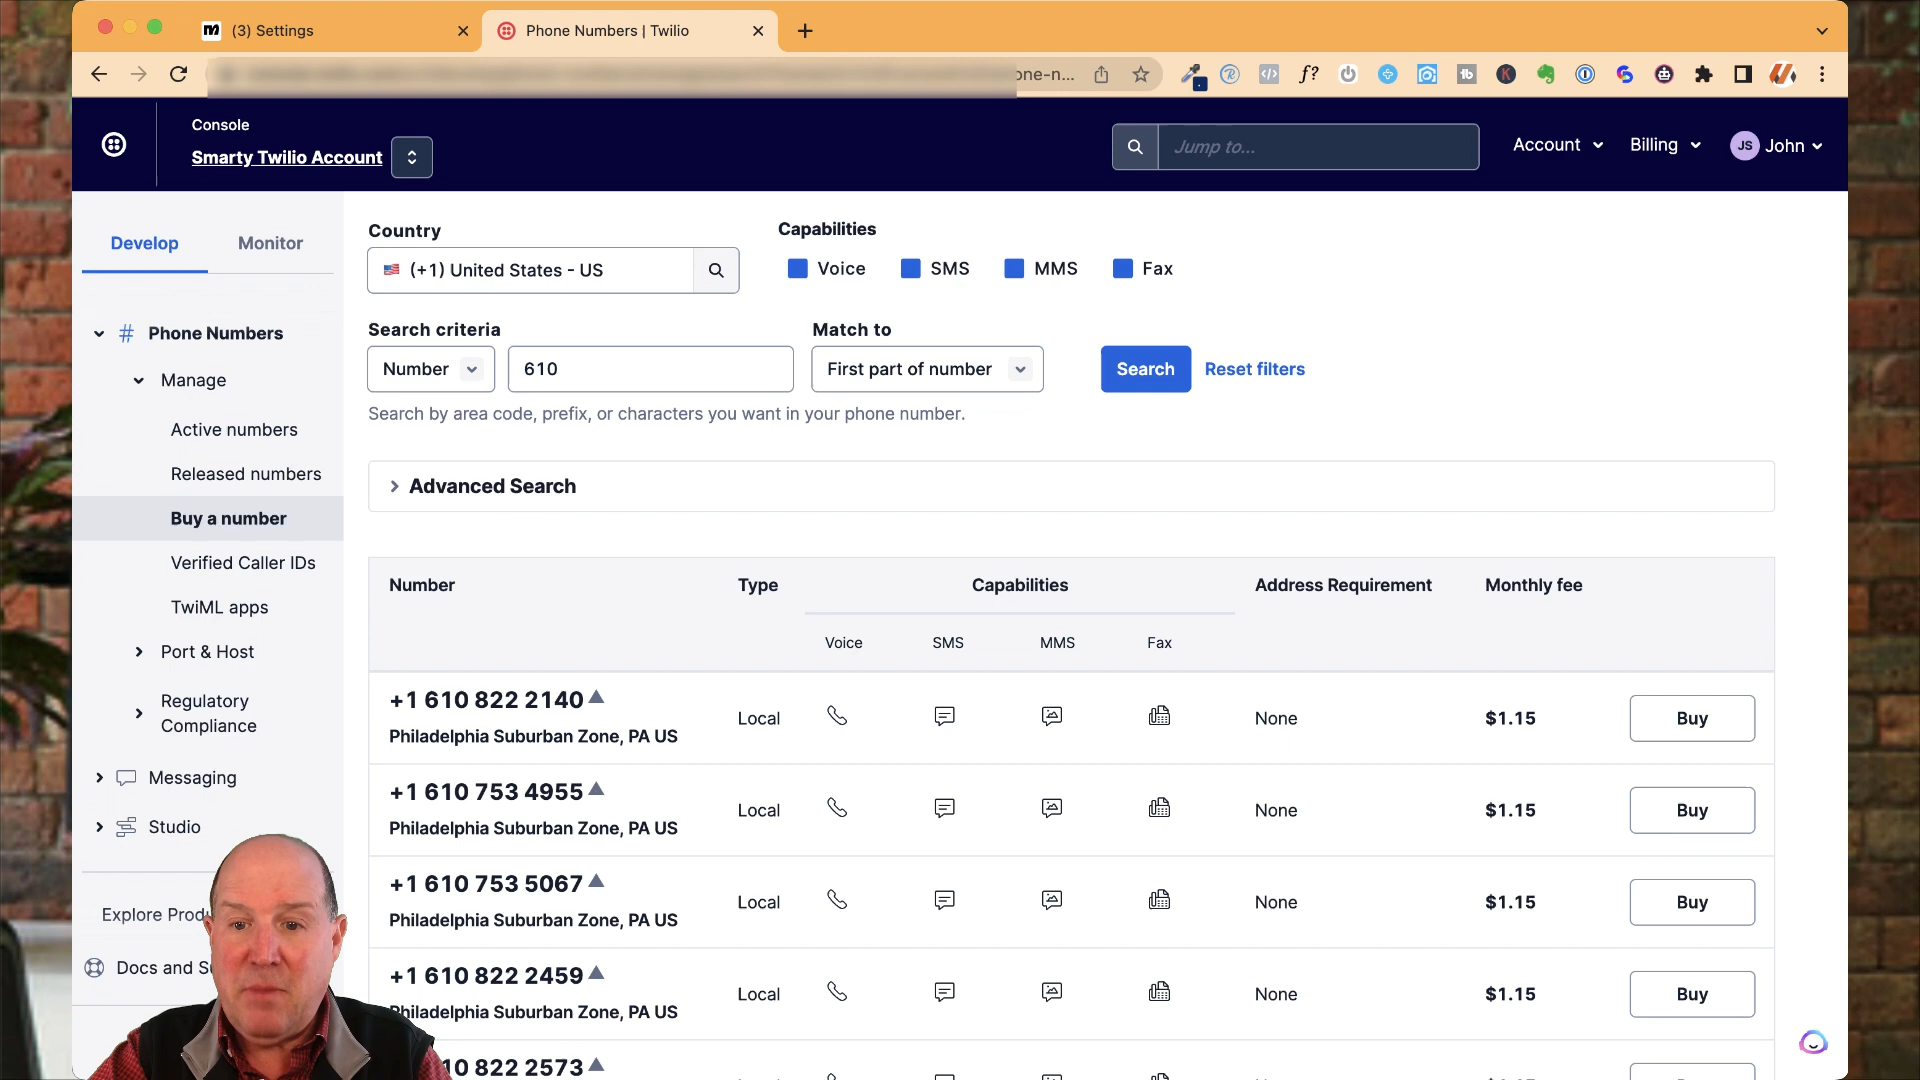 (3) Settings
Phone Numbers | Twilio
one-n...
Console
Smarty Twilio Account
Jump to...
Account
Billing
JS
John
Develop
Monitor
Phone Numbers
Manage
Active numbers
Released numbers
Buy a number
Verified Caller IDs
TwiML apps
Port & Host
Regulatory
Compliance
Messaging
Studio
Explore Produ
Docs and Su
Country
(+1) United States - US
Capabilities
Voice
SMS
MMS
Fax
Search criteria
Match to
Number
610
First part of number
Search
Reset filters
Search by area code, prefix, or characters you want in your phone number.
Advanced Search
Number
Type
Capabilities
Address Requirement
Monthly fee
Voice
SMS
MMS
Fax
+1 610 822 2140
Philadelphia Suburban Zone, PA US
Local
None
$1.15
Buy
+1 610 753 4955
Philadelphia Suburban Zone, PA US
Local
None
$1.15
Buy
+1 610 753 5067
Philadelphia Suburban Zone, PA US
Local
None
$1.15
Buy
+1 610 822 2459
Philadelphia Suburban Zone, PA US
Local
None
$1.15
Buy
10 822 2573